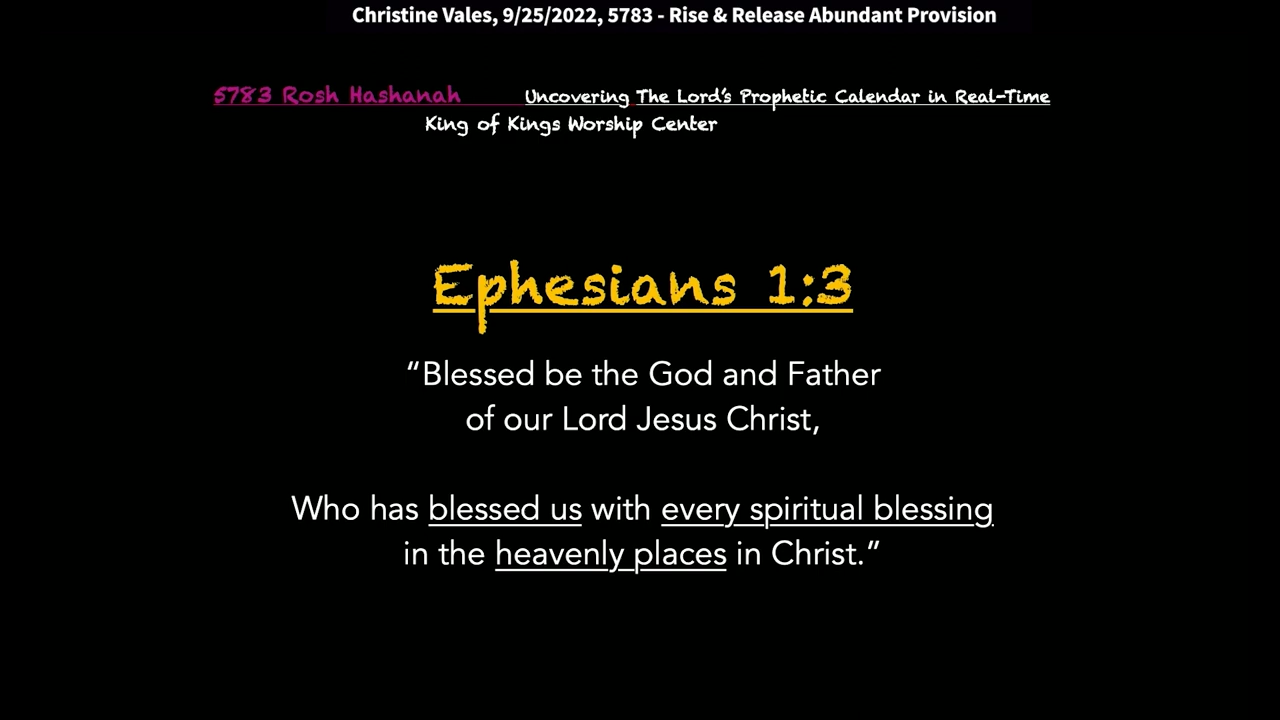 Christine Vales, 9/25/2022, 5783 - Rise & Release Abundant Provision
5783 Rosh Hashanah Uncovering The Lord's Prophetic Calendar in Real-Time
King of Kings Worship Center
Ephesians 1:3
“Blessed be the God and Father
of our Lord Jesus Christ,
Who has blessed us with every spiritual blessing
in the heavenly places in Christ.”